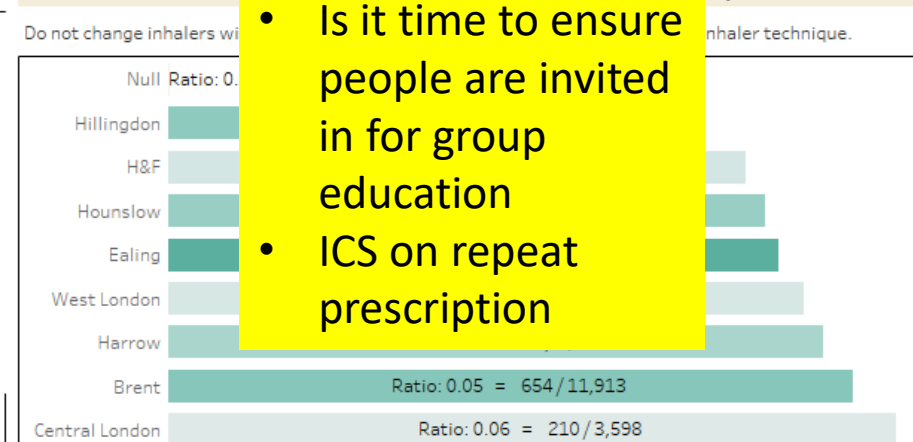 Do not change inhalers wi
nhaler technique.
• Is it time to ensure
people are invited
in for group
education
• ICS on repeat
prescription
Null Ratio: 0.
Hillingdon
H&F
Hounslow
Ealing
West London
Harrow
Brent Ratio: 0.05 = 654/11,913
Central London Ratio: 0.06 = 210/3,598